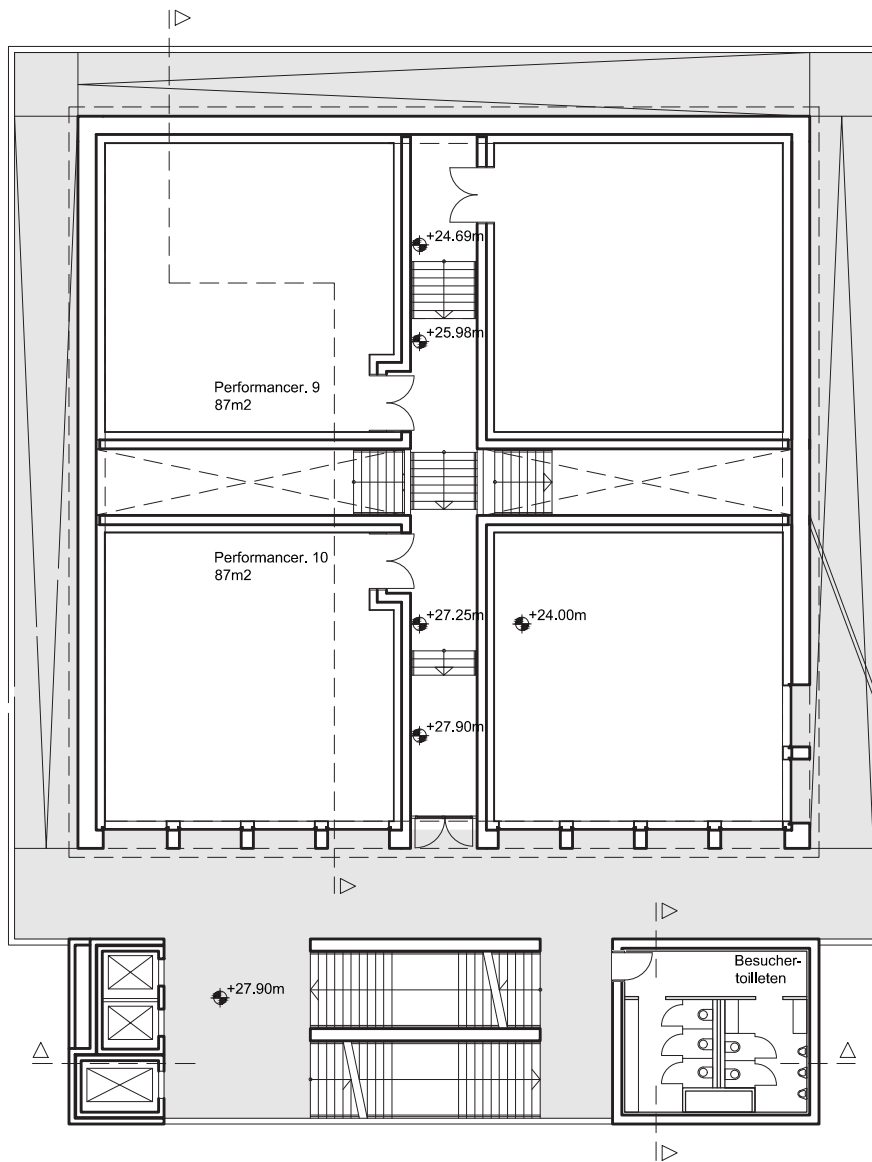 +24.69m
+25.98m
Performancer. 9
87m2
Performancer. 10
87m2
+27.25m
+24.00m
+27.90m
Besucher-
toilleten
+27.90m